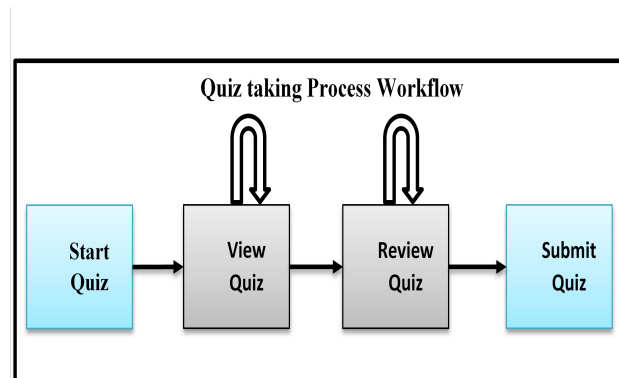 Quiz taking Process Workflow
Start
Quiz
View
Quiz
Review
Quiz
Submit
Quiz